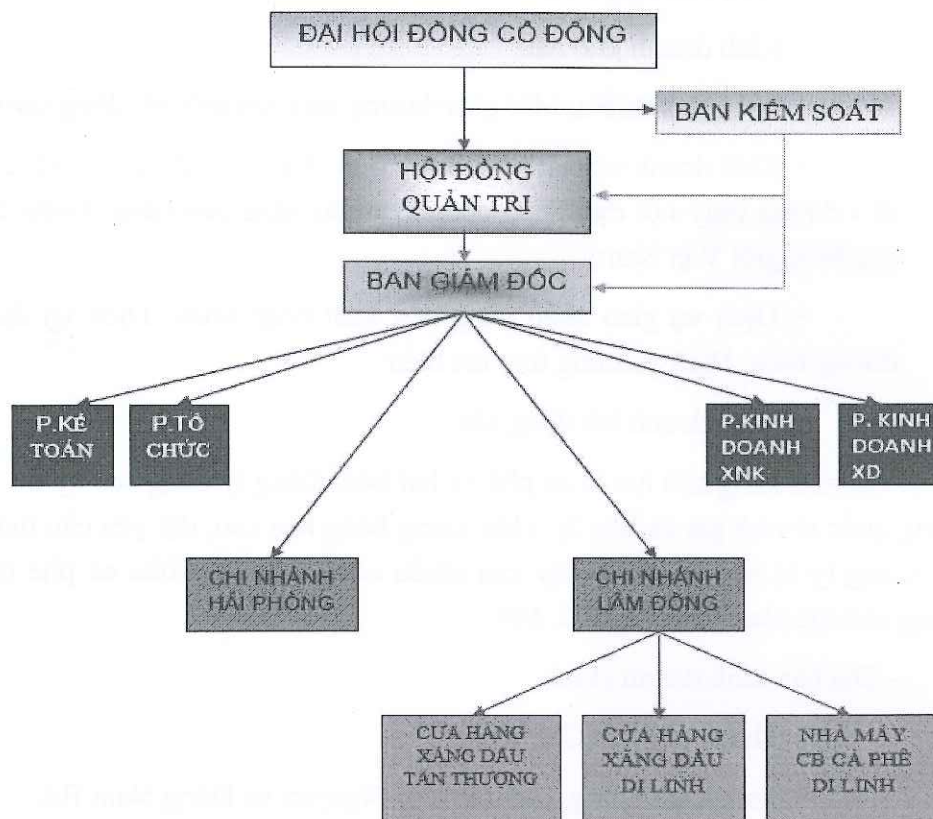 ĐẠI HỘI ĐỒNG CỔ ĐÔNG
BAN KIỂM SOÁT
HỘI ĐỒNG
QUẢN TRỊ
BAN GIÁM ĐỐC
P.KẾ
TOÁN
P.TỔ
CHỨC
P.KINH
DOANH
XNK
P. KINH
DOANH
XD
CHI NHÁNH
HẢI PHÒNG
CHI NHÁNH
LÂM ĐỒNG
CỬA HÀNG
XĂNG DẦU
TÂN THƯỢNG
CỬA HÀNG
XĂNG DẦU
DI LINH
NHÀ MÁY
CB CÀ PHÊ
DI LINH